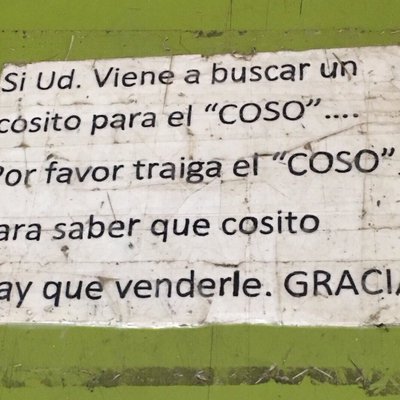 Si Ud. Viene a buscar un
cosito para el “COSO”....
Por favor traiga el “COSO”.
ara saber que cosito
ay que venderle. GRACIA